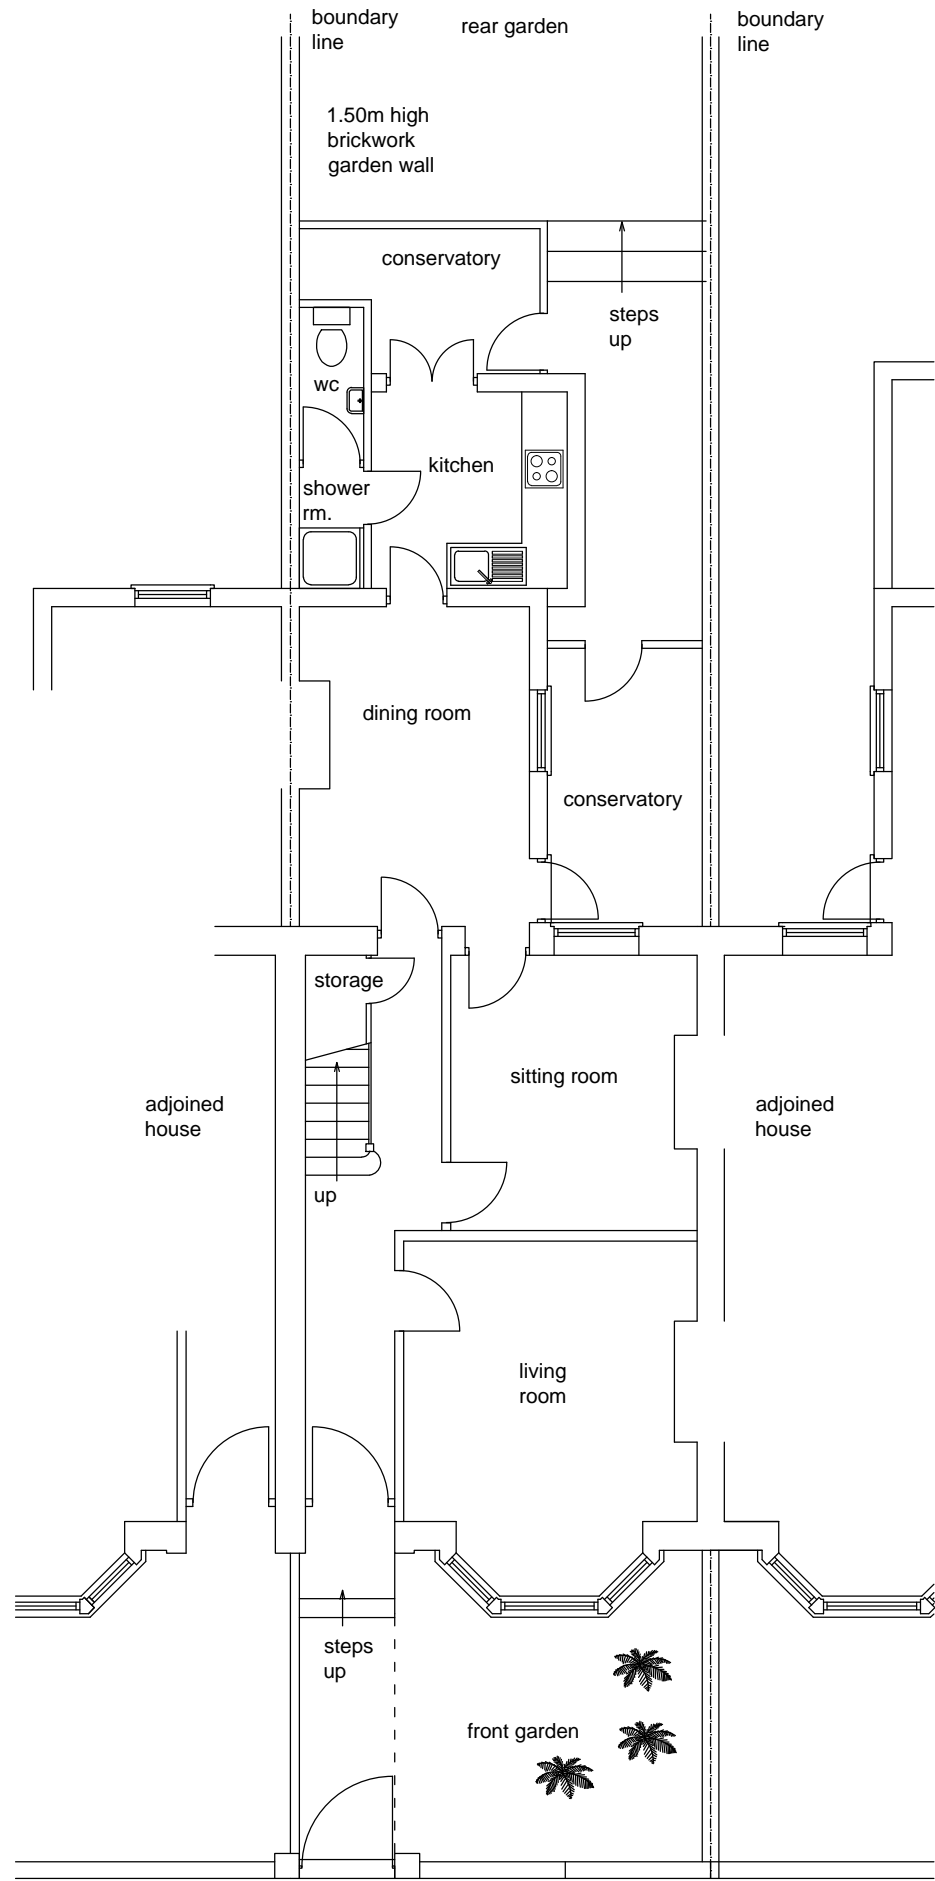 boundary
line
rear garden
boundary
line
1.50m high
brickwork
garden wall
conservatory
steps
up
wc
kitchen
shower
rm.
dining room
conservatory
storage
sitting room
adjoined
house
adjoined
house
up
living
room
steps
up
front garden